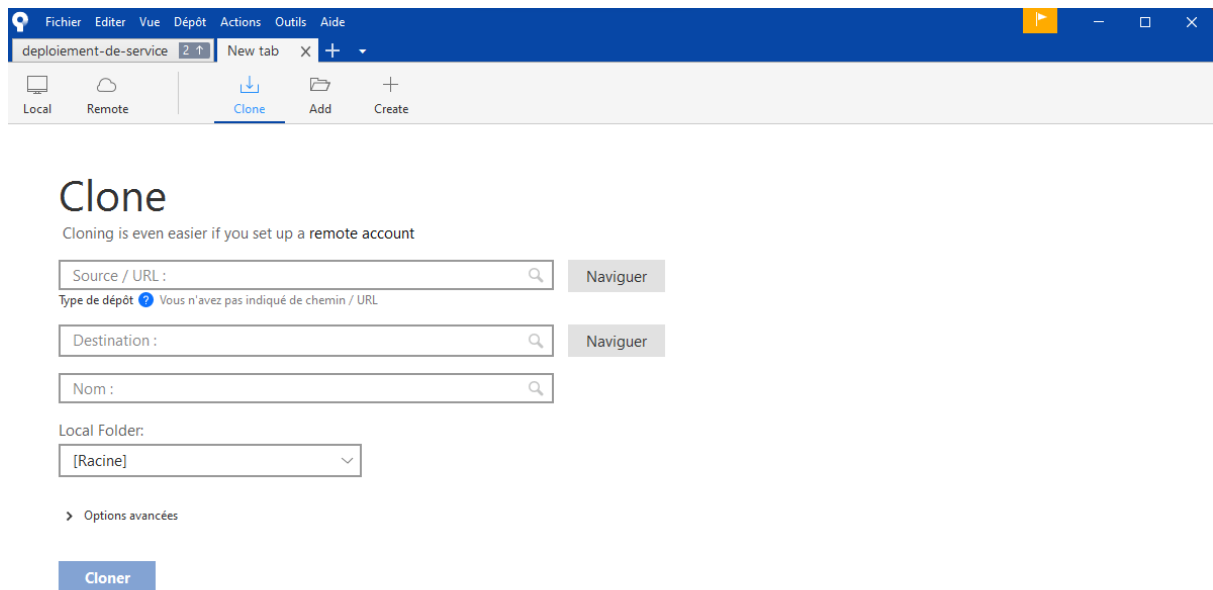 Fichier Editer Vue Dépôt Actions Outils Aide
deploiement-de-service 2 ↑ New tab
Local Remote Clone Add Create
Clone
Cloning is even easier if you set up a remote account
Source / URL : Naviguer
Type de dépôt ? Vous n'avez pas indiqué de chemin / URL
Destination : Naviguer
Nom :
Local Folder:
[Racine]
Options avancées
Cloner